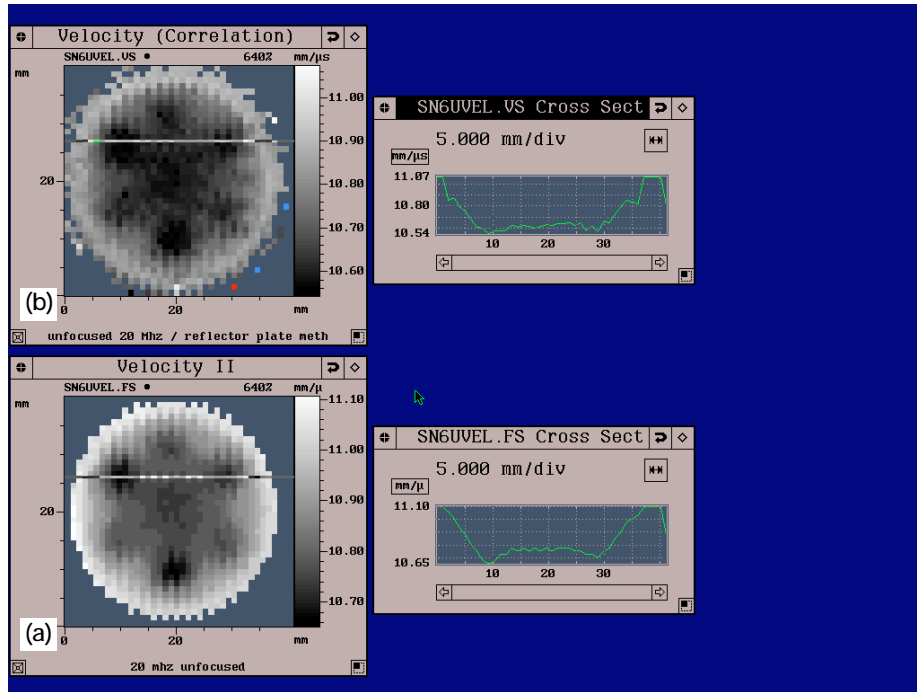 Velocity (Correlation)
SN6UVEL.VS • 640% mm/µs
mm
11.00
10.90
10.80
10.70
10.60
20
0 20 mm
(b)
unfocused 20 Mhz / reflector plate meth
SN6UVEL.VS Cross Sect
5.000 mm/div
mm/µs
11.07
10.80
10.54
10 20 30
Velocity II
SN6UVEL.FS • 640% mm/µ
mm
11.10
11.00
10.90
10.80
10.70
20
0 20 mm
(a)
20 mhz unfocused
SN6UVEL.FS Cross Sect
5.000 mm/div
mm/µ
11.10
10.65
10 20 30